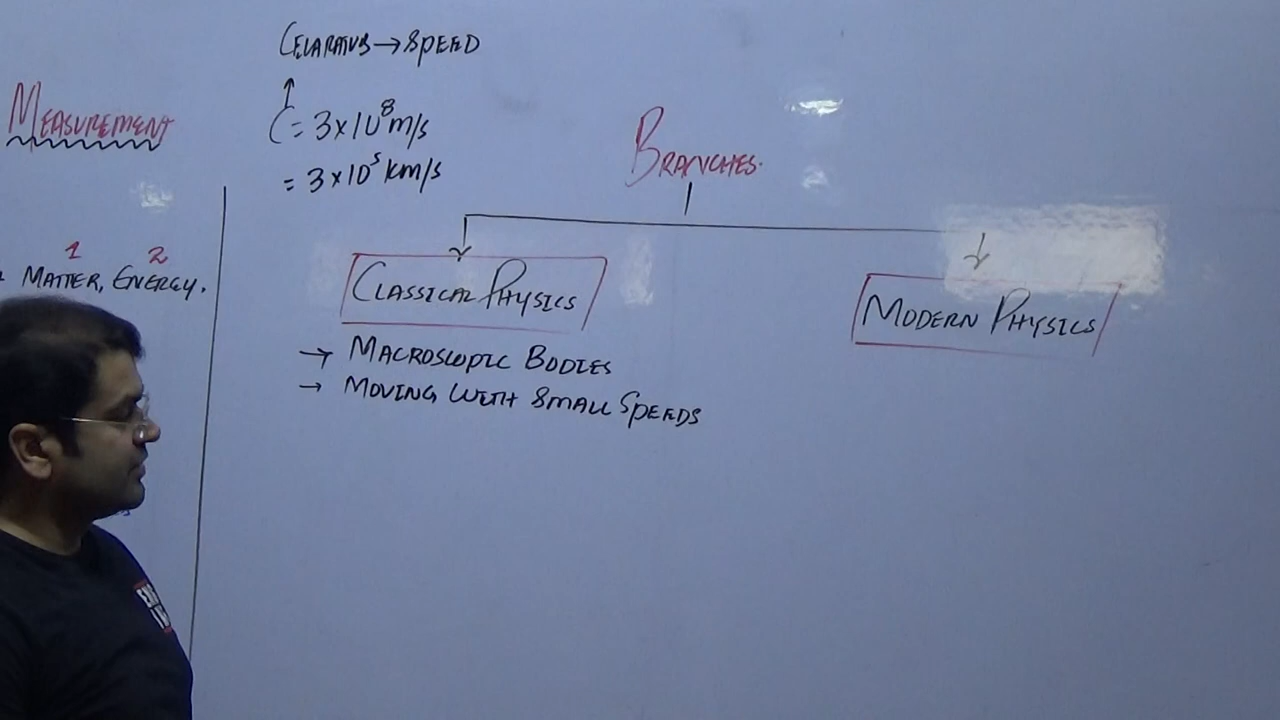 MEASUREMENT
1 2
MATTER, ENERGY.
CELARATUS → SPEED
C = 3×10⁸ m/s
= 3×10⁵ km/s
BRANCHES.
CLASSICAL PHYSICS
→ MACROSCOPIC BODIES
→ MOVING WITH SMALL SPEEDS
MODERN PHYSICS